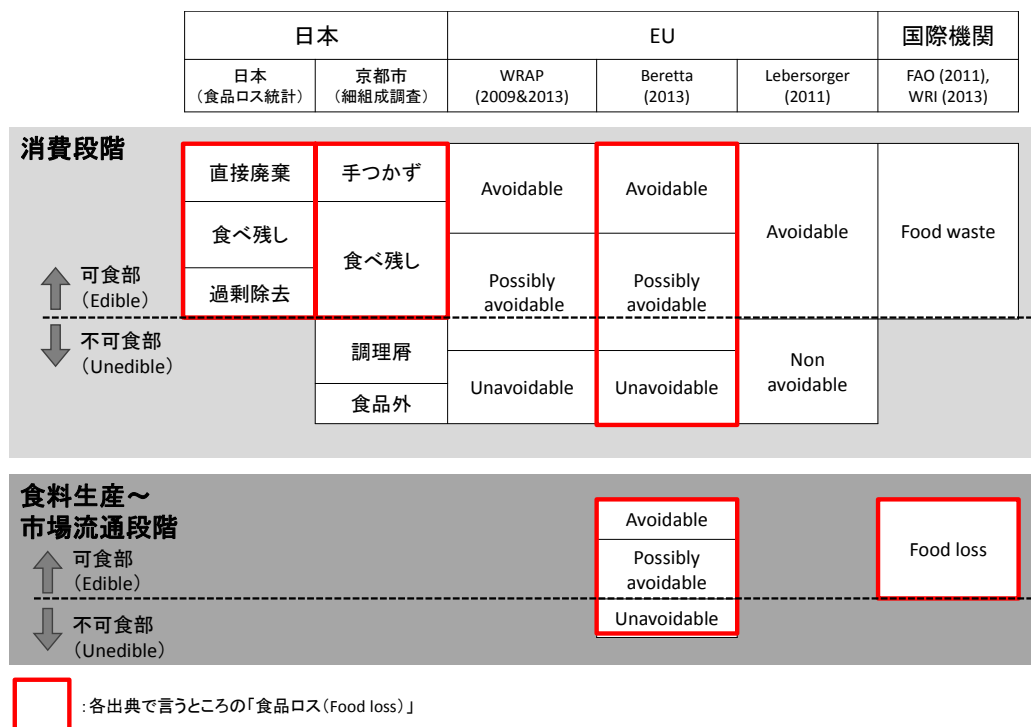 日本
EU
国際機関
日本
（食品ロス統計）
京都市
（細組成調査）
WRAP
(2009&2013)
Beretta
(2013)
Lebersorger
(2011)
FAO (2011),
WRI (2013)
消費段階
直接廃棄
食べ残し
過剰除去
手つかず
食べ残し
調理屑
食品外
Avoidable
Possibly
avoidable
Unavoidable
Avoidable
Possibly
avoidable
Unavoidable
Avoidable
Non
avoidable
Food waste
可食部
（Edible）
不可食部
（Unedible）
食料生産～
市場流通段階
可食部
（Edible）
不可食部
（Unedible）
Avoidable
Possibly
avoidable
Unavoidable
Food loss
：各出典で言うところの「食品ロス（Food loss）」